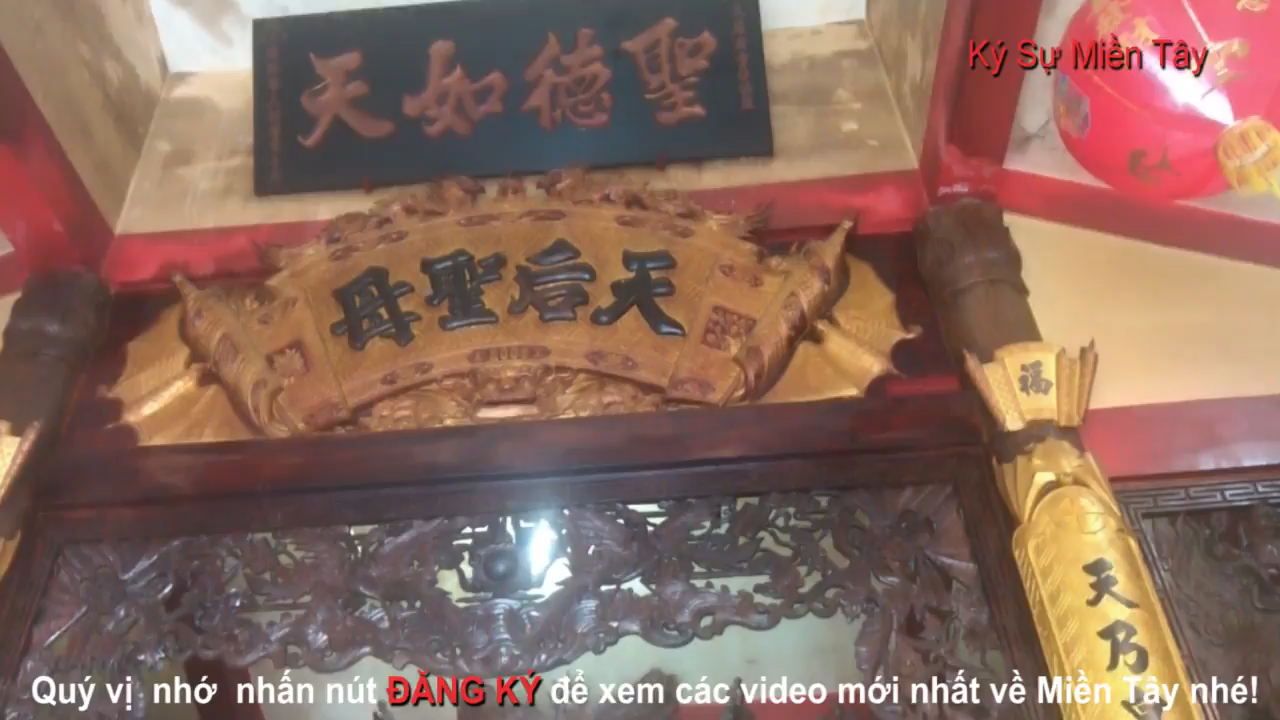 Ký Sự Miền Tây
聖德如天
天后聖母
福
天乃
Quý vị nhớ nhấn nút ĐĂNG KÝ để xem các video mới nhất về Miền Tây nhé!